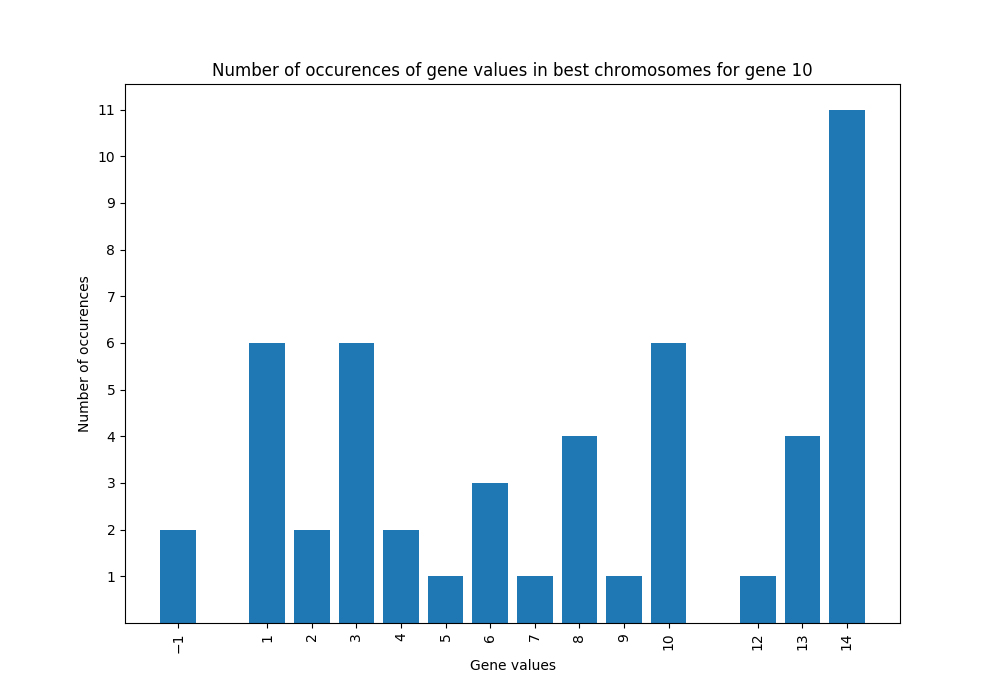 Number of occurences of gene values in best chromosomes for gene 10
11
10
9
8
7
6
5
4
3
2
1
Number of occurences
−1 1 2 3 4 5 6 7 8 9 10 12 13 14
Gene values